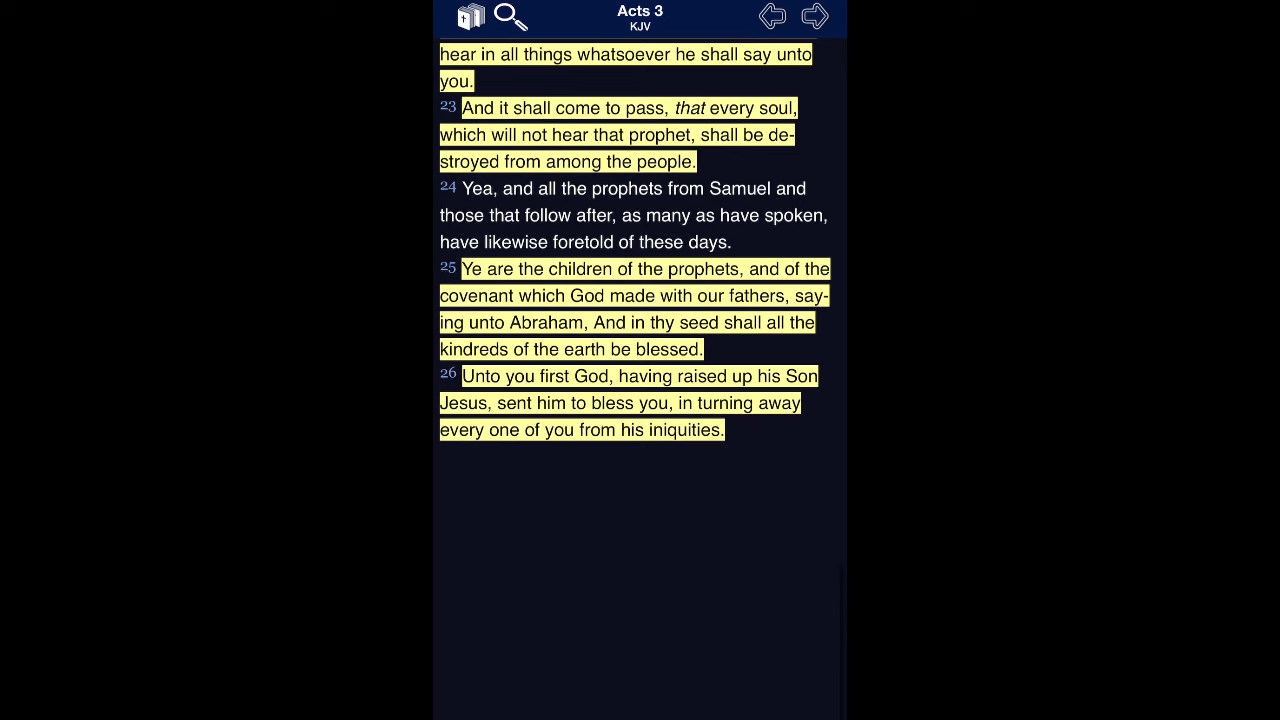 Acts 3
KJV
hear in all things whatsoever he shall say unto
you.
23 And it shall come to pass, that every soul,
which will not hear that prophet, shall be de-
stroyed from among the people.
24 Yea, and all the prophets from Samuel and
those that follow after, as many as have spoken,
have likewise foretold of these days.
25 Ye are the children of the prophets, and of the
covenant which God made with our fathers, say-
ing unto Abraham, And in thy seed shall all the
kindreds of the earth be blessed.
26 Unto you first God, having raised up his Son
Jesus, sent him to bless you, in turning away
every one of you from his iniquities.